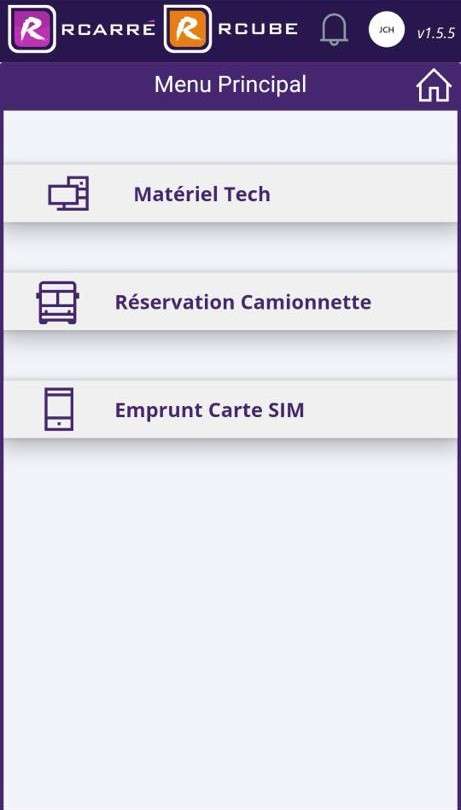 RCARRÉ RCUBE JCH v1.5.5
Menu Principal
Matériel Tech
Réservation Camionnette
Emprunt Carte SIM